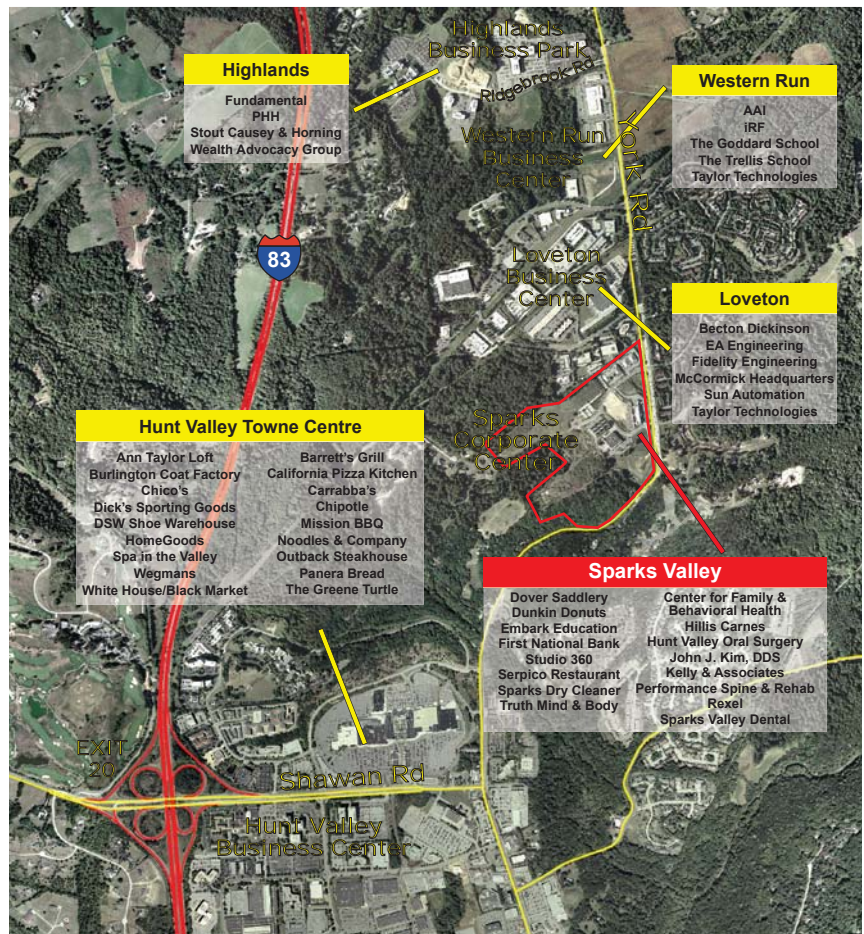 Highlands
Business Park
Ridgebrook Rd
Highlands
Fundamental
PHH
Stout Causey & Horning
Wealth Advocacy Group
Western Run
AAI
iRF
The Goddard School
The Trellis School
Taylor Technologies
Western Run
Business
Center
York Rd
83
Loveton
Business
Center
Loveton
Becton Dickinson
EA Engineering
Fidelity Engineering
McCormick Headquarters
Sun Automation
Taylor Technologies
Sparks
Corporate
Center
Hunt Valley Towne Centre
Ann Taylor Loft
Burlington Coat Factory
Chico's
Dick's Sporting Goods
DSW Shoe Warehouse
HomeGoods
Spa in the Valley
Wegmans
White House/Black Market
Barrett's Grill
California Pizza Kitchen
Carrabba's
Chipotle
Mission BBQ
Noodles & Company
Outback Steakhouse
Panera Bread
The Greene Turtle
Sparks Valley
Dover Saddlery
Dunkin Donuts
Embark Education
First National Bank
Studio 360
Serpico Restaurant
Sparks Dry Cleaner
Truth Mind & Body
Center for Family &
Behavioral Health
Hillis Carnes
Hunt Valley Oral Surgery
John J. Kim, DDS
Kelly & Associates
Performance Spine & Rehab
Rexel
Sparks Valley Dental
EXIT
20
Shawan Rd
Hunt Valley
Business Center